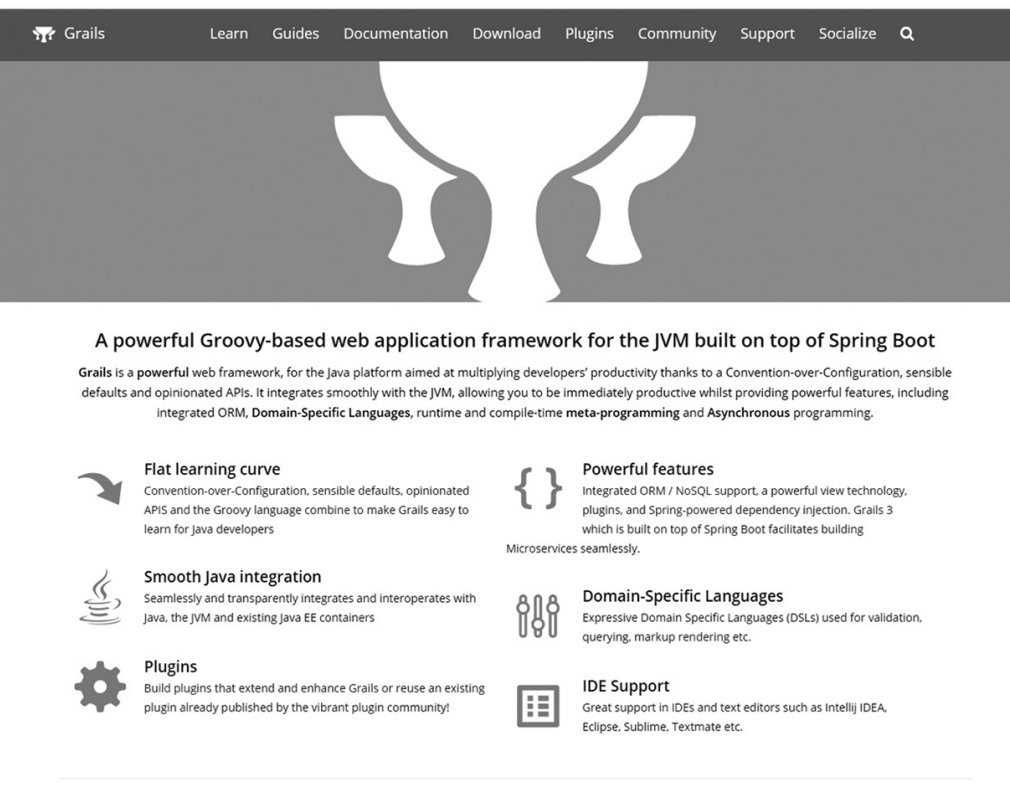 Grails
Learn Guides Documentation Download Plugins Community Support Socialize
A powerful Groovy-based web application framework for the JVM built on top of Spring Boot
Grails is a powerful web framework, for the Java platform aimed at multiplying developers' productivity thanks to a Convention-over-Configuration, sensible
defaults and opinionated APIs. It integrates smoothly with the JVM, allowing you to be immediately productive whilst providing powerful features, including
integrated ORM, Domain-Specific Languages, runtime and compile-time meta-programming and Asynchronous programming.
Flat learning curve
Convention-over-Configuration, sensible defaults, opinionated
APIS and the Groovy language combine to make Grails easy to
learn for Java developers
Smooth Java integration
Seamlessly and transparently integrates and interoperates with
Java, the JVM and existing Java EE containers
Plugins
Build plugins that extend and enhance Grails or reuse an existing
plugin already published by the vibrant plugin community!
{ }
Powerful features
Integrated ORM / NoSQL support, a powerful view technology,
plugins, and Spring-powered dependency injection. Grails 3
which is built on top of Spring Boot facilitates building
Microservices seamlessly.
Domain-Specific Languages
Expressive Domain Specific Languages (DSLs) used for validation,
querying, markup rendering etc.
IDE Support
Great support in IDEs and text editors such as Intellij IDEA,
Eclipse, Sublime, Textmate etc.